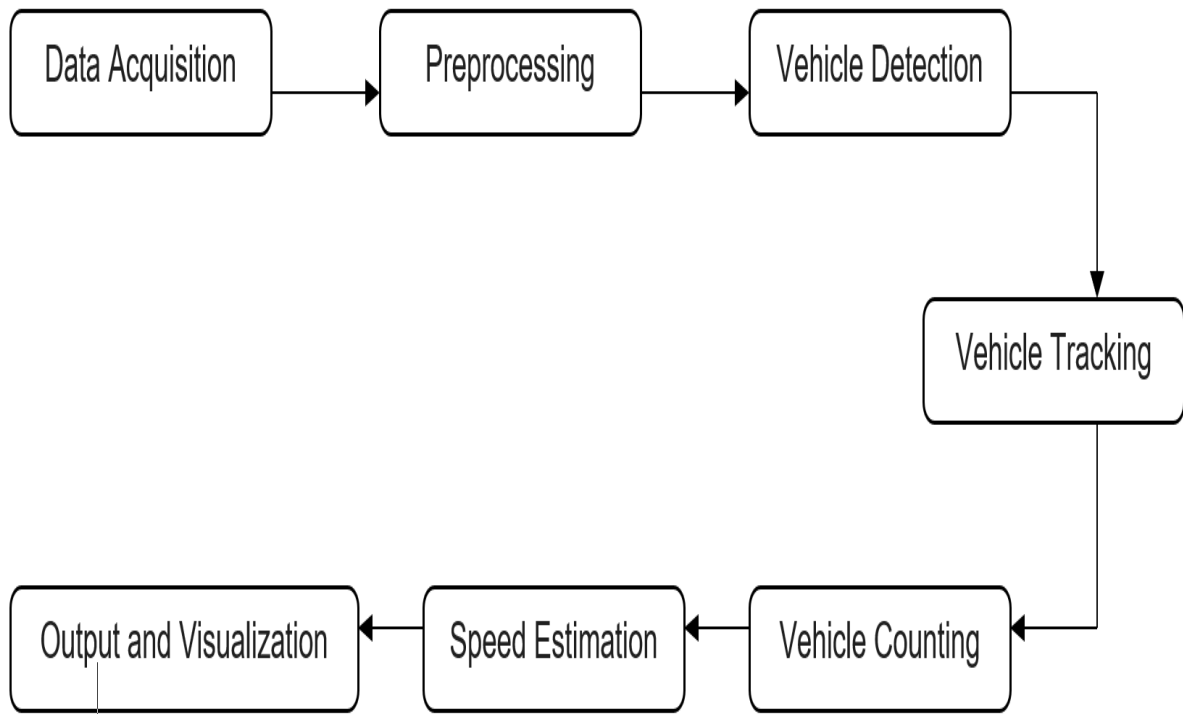 Data Acquisition
Preprocessing
Vehicle Detection
Vehicle Tracking
Vehicle Counting
Speed Estimation
Output and Visualization